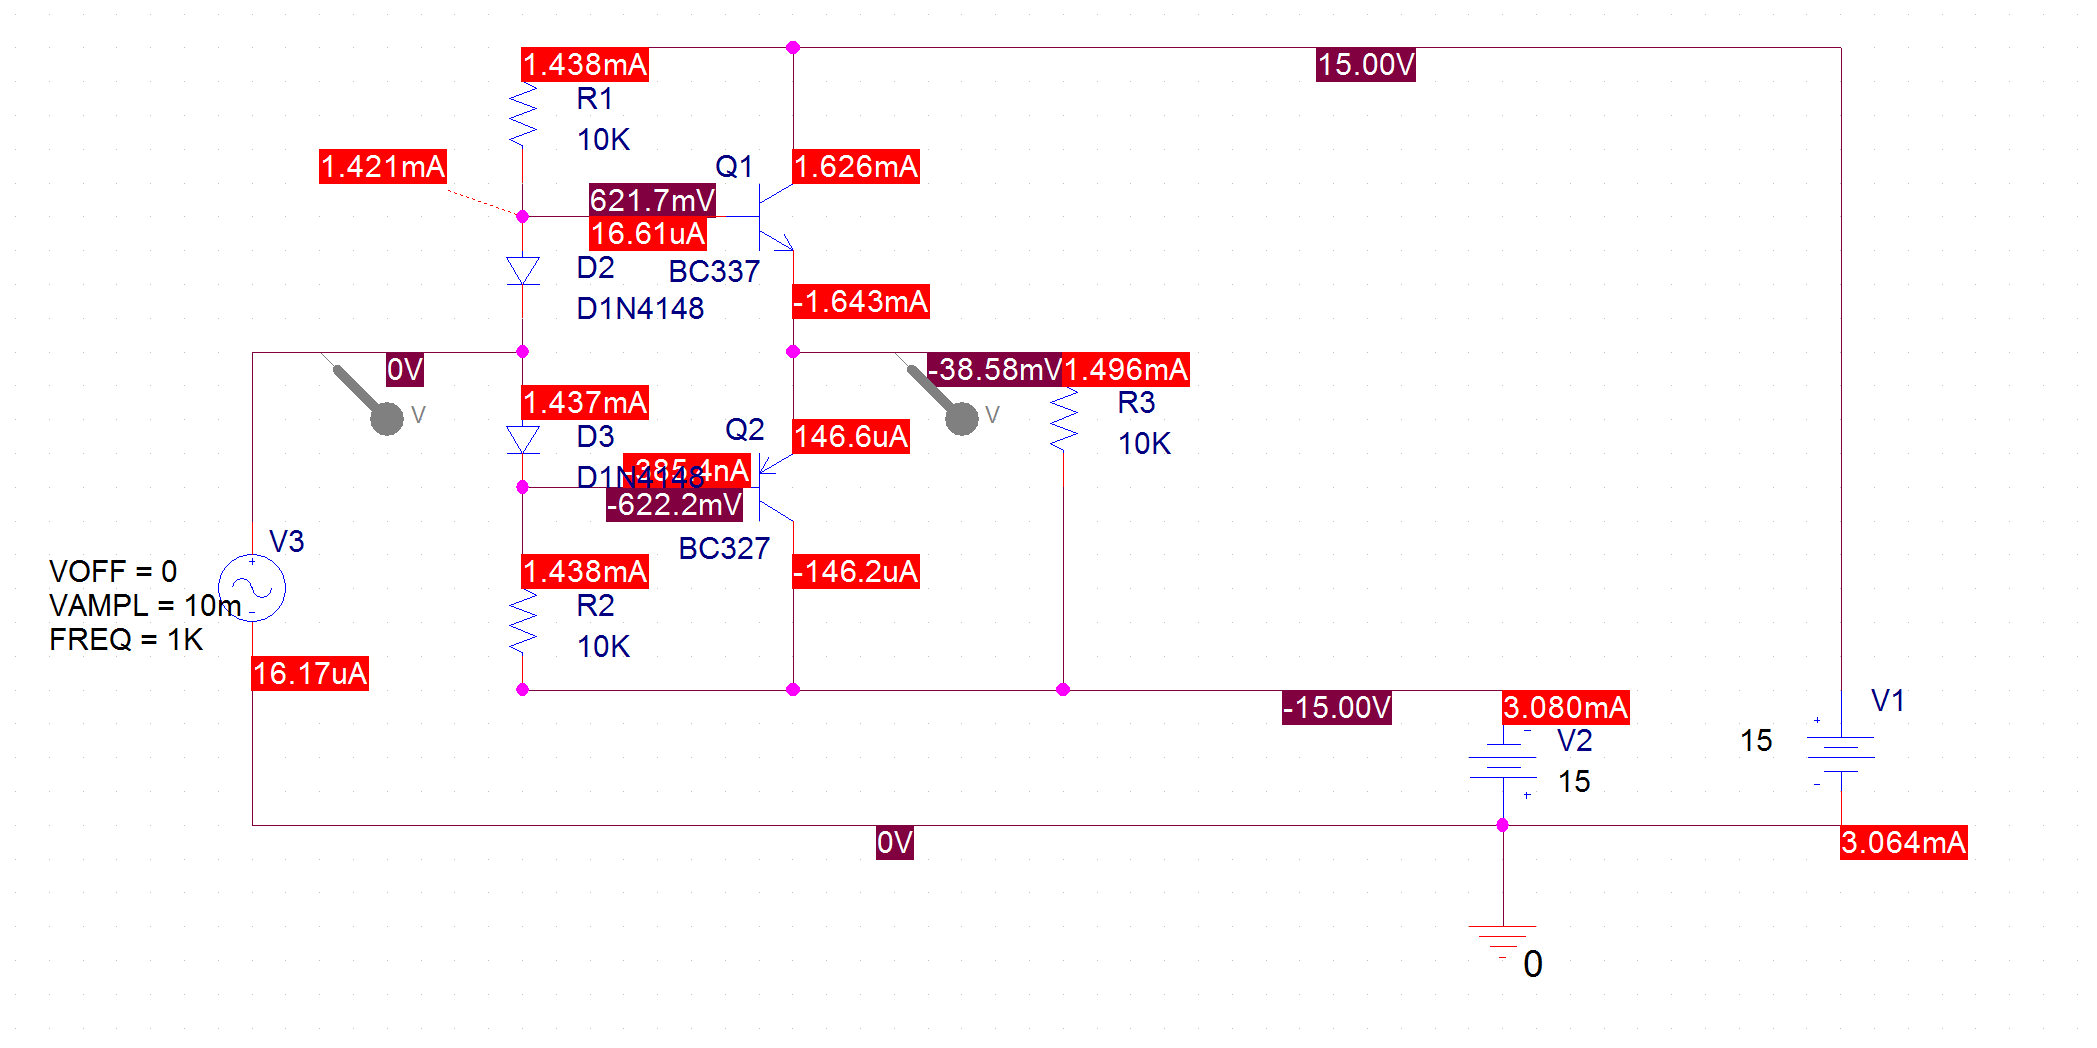 1.438mA
15.00V
R1
10K
1.421mA
Q1
1.626mA
621.7mV
16.61uA
D2
BC337
D1N4148
-1.643mA
0V
V
-38.58mV
1.496mA
V
R3
10K
1.437mA
D3
Q2
146.6uA
-385.4nA
D1N4148
-622.2mV
BC327
V3
+
-
VOFF = 0
VAMPL = 10m
FREQ = 1K
1.438mA
R2
10K
-146.2uA
16.17uA
-15.00V
3.080mA
-
V2
15
+
V1
15
+
-
0V
3.064mA
0